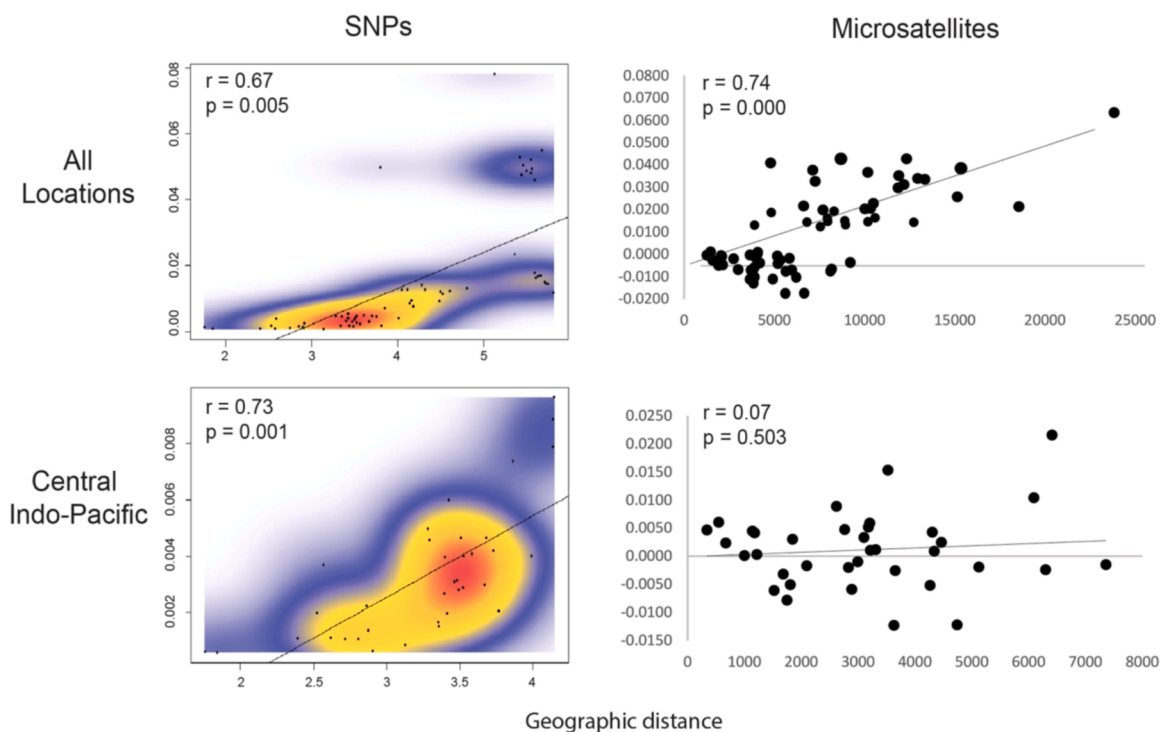 SNPs
Microsatellites
All
Locations
r = 0.67
p = 0.005
0.08
0.06
0.04
0.02
0.00
2 3 4 5
r = 0.74
p = 0.000
0.0800
0.0700
0.0600
0.0500
0.0400
0.0300
0.0200
0.0100
0.0000
-0.0100
-0.0200
0 5000 10000 15000 20000 25000
Central
Indo-Pacific
r = 0.73
p = 0.001
0.008
0.006
0.004
0.002
2 2.5 3 3.5 4
r = 0.07
p = 0.503
0.0250
0.0200
0.0150
0.0100
0.0050
0.0000
-0.0050
-0.0100
-0.0150
0 1000 2000 3000 4000 5000 6000 7000 8000
Geographic distance